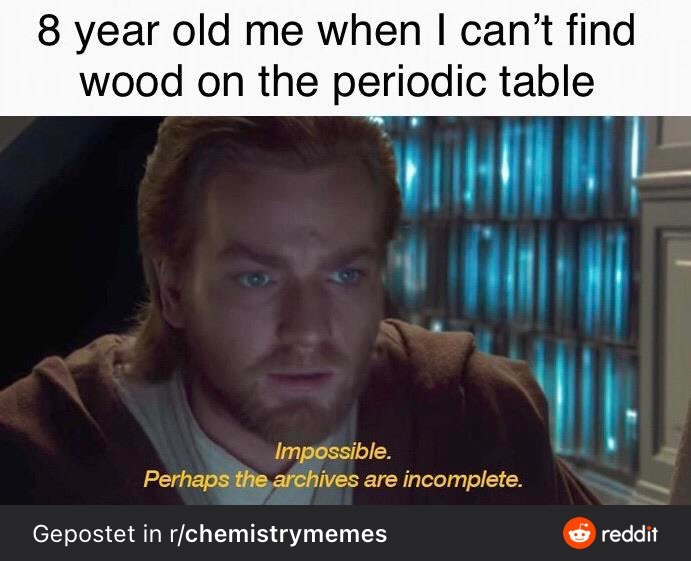 8 year old me when I can’t find
wood on the periodic table
Impossible.
Perhaps the archives are incomplete.
Gepostet in r/chemistrymemes
reddit